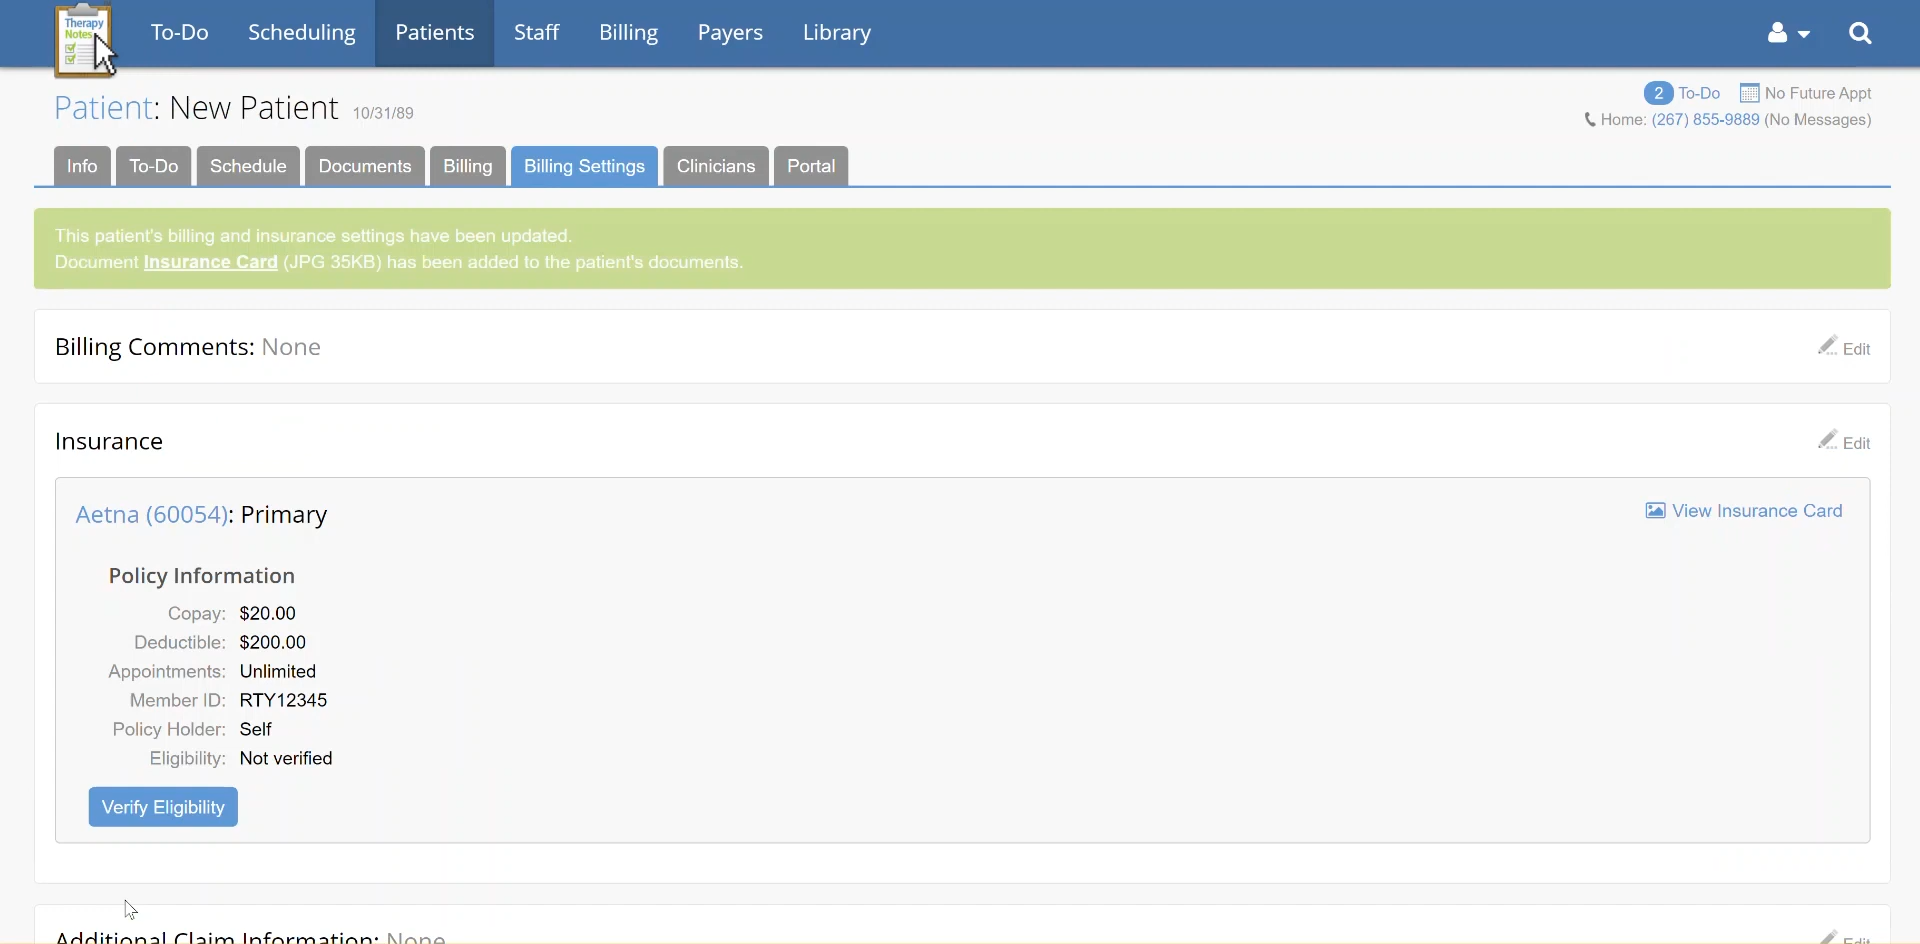 Therapy Notes
To-Do Scheduling Patients Staff Billing Payers Library
Patient: New Patient 10/31/89
2 To-Do No Future Appt
Home: (267) 855-9889 (No Messages)
Info To-Do Schedule Documents Billing Billing Settings Clinicians Portal
This patient's billing and insurance settings have been updated.
Document Insurance Card (JPG 35KB) has been added to the patient's documents.
Billing Comments: None Edit
Insurance Edit
Aetna (60054): Primary View Insurance Card
Policy Information
Copay: $20.00
Deductible: $200.00
Appointments: Unlimited
Member ID: RTY12345
Policy Holder: Self
Eligibility: Not verified
Verify Eligibility
Additional Claim Information: None Edit